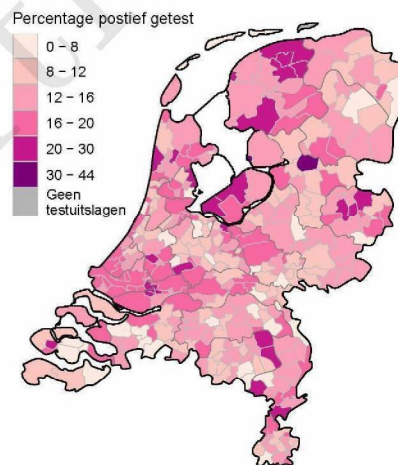 Percentage postief getest
0 – 8
8 – 12
12 – 16
16 – 20
20 – 30
30 – 44
Geen
testuitslagen